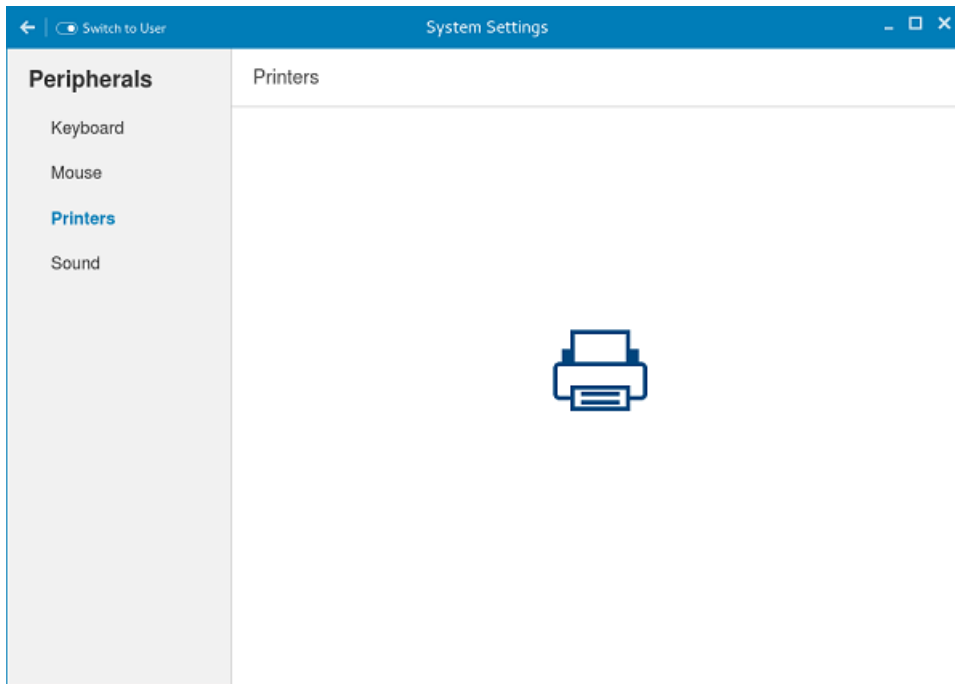 Switch to User
System Settings
Peripherals
Keyboard
Mouse
Printers
Sound
Printers